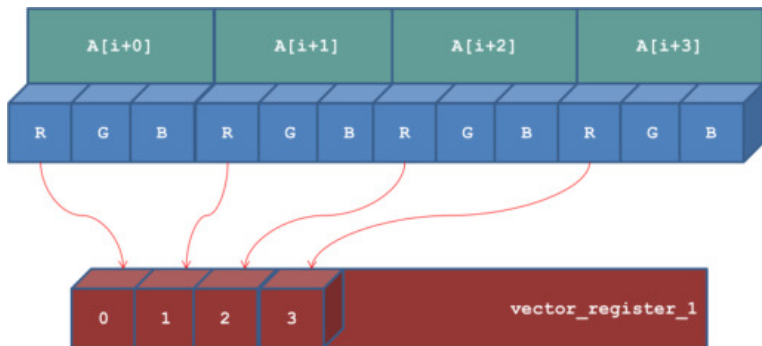 A[i+0] A[i+1] A[i+2] A[i+3]
R G B R G B R G B R G B
0 1 2 3 vector_register_1